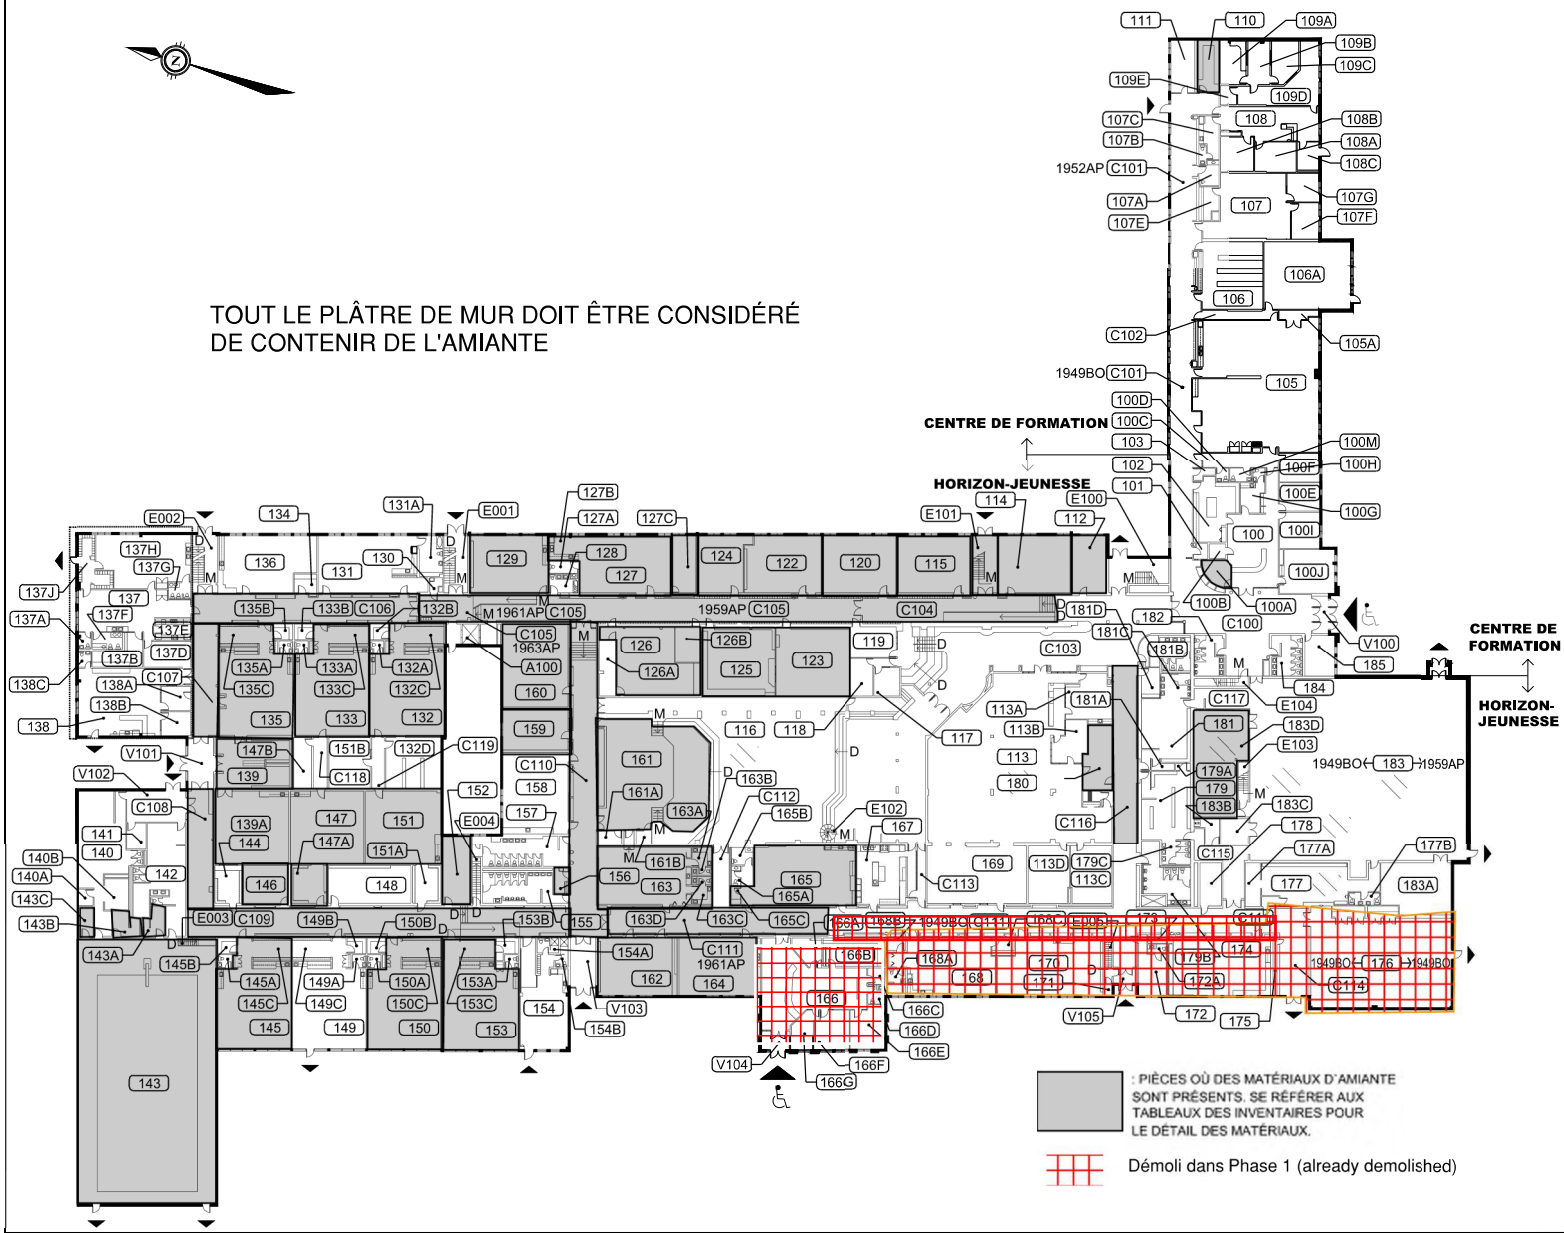 111 110 109A
109B
109C
109E
109D
107C 108 108B
107B 108A
1952AP C101 108C
107A 107G
107E 107 107F
106A
106
C102 105A
1949BO C101 105
100D
100C
103 100M
102 100F 100H
101 100E
100G
100 100I
100J
100B 100A
C100
V100
185
Z
TOUT LE PLÂTRE DE MUR DOIT ÊTRE CONSIDÉRÉ
DE CONTENIR DE L'AMIANTE
CENTRE DE FORMATION
HORIZON-JEUNESSE
CENTRE DE
FORMATION
HORIZON-
JEUNESSE
E002 134 131A E001 127B 127A 127C E101 114 E100 112
D D D
137H 136 131 130 129 128 127 124 122 120 115
137G M M M M
137J 137 135B 133B C106 132B M 1961AP C105 1959AP C105 C104 D 181D 182
137F C105 1963AP
137A 137E 126 126B 119 C103 181C 181B
137B 137D 135A 133A 132A A100 M 126A 125 123 D
138C 138A C107 135C 133C 132C 160 D M 184
138B 113A 181A C117 E104
138 135 133 132 159 M 116 118 117 113B 181 183D
V101 147B 151B 132D C119 C110 161 D 113 E103
V102 139 C118 158 163B 180 179A 1949BO 183 1959AP
C108 152 157 161A 163A C112 E102 179 183B M 183C
141 139A 147 151 E004 M 165B M 167 C116 178
140 144 147A 151A M 161B 169 113D 179C C115 177A 177B
140B 142 146 148 156 163 165 113C 177 183A
140A 165A C113
143C E003 C109 149B 150B D D 153B 155 163D 163C 165C 166A 168B 1949BO C111 168C E005 173 C114
143B
143A 145B 154A C111 1961AP 166B 168A 170 179B 174 1949BO 176 1949BO
D 145A 149A 150A 153A 162 164 168 171 D 172A C114
145C 149C 150C 153C 154 V103 166 166C V105 172 175
145 149 150 153 154B 166D
166E
V104 166F
166G
143
: PIÈCES OÙ DES MATÉRIAUX D'AMIANTE
SONT PRÉSENTS. SE RÉFÉRER AUX
TABLEAUX DES INVENTAIRES POUR
LE DÉTAIL DES MATÉRIAUX.
Démoli dans Phase 1 (already demolished)